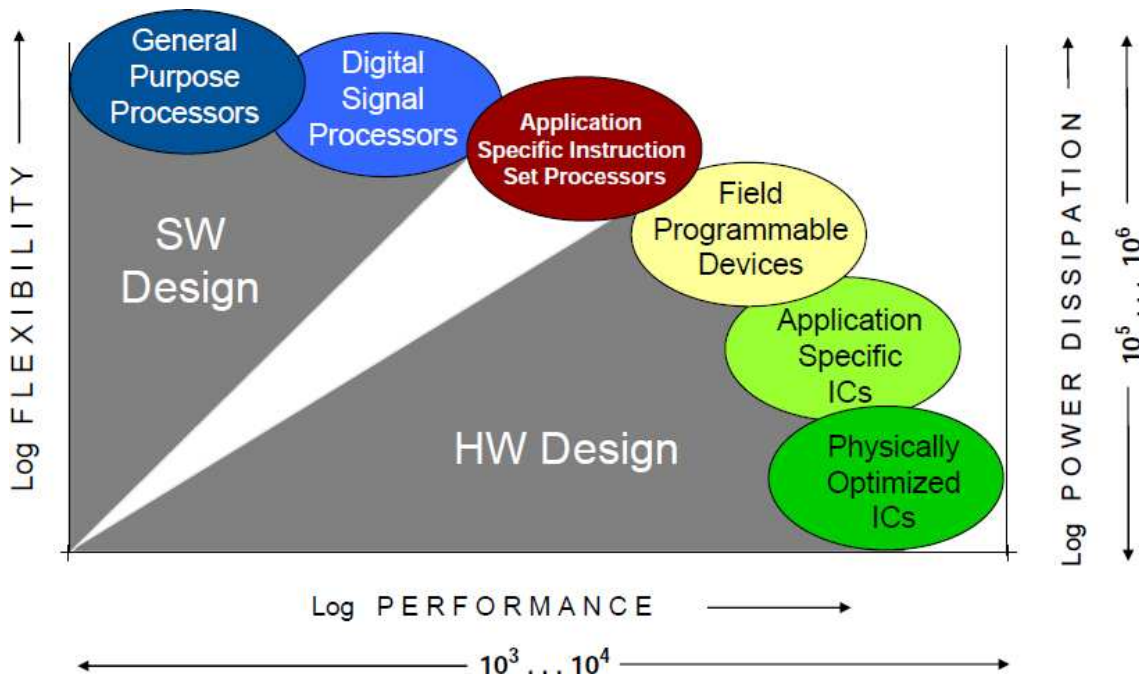 General
Purpose
Processors
Digital
Signal
Processors
Application
Specific Instruction
Set Processors
Field
Programmable
Devices
Application
Specific
ICs
Physically
Optimized
ICs
SW
Design
HW Design
Log FLEXIBILITY
Log POWER DISSIPATION
10⁵ . . . 10⁶
Log PERFORMANCE
10³ . . . 10⁴